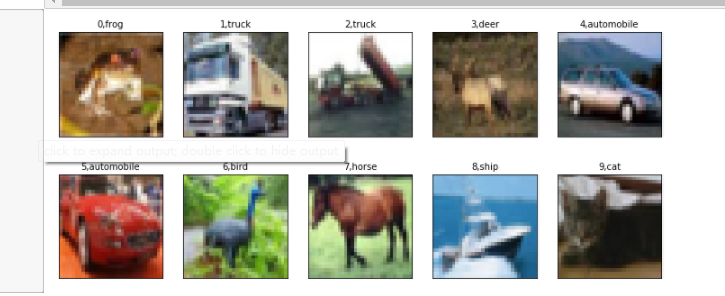 0,frog
1,truck
2,truck
3,deer
4,automobile
click to expand output; double click to hide output
5,automobile
6,bird
7,horse
8,ship
9,cat